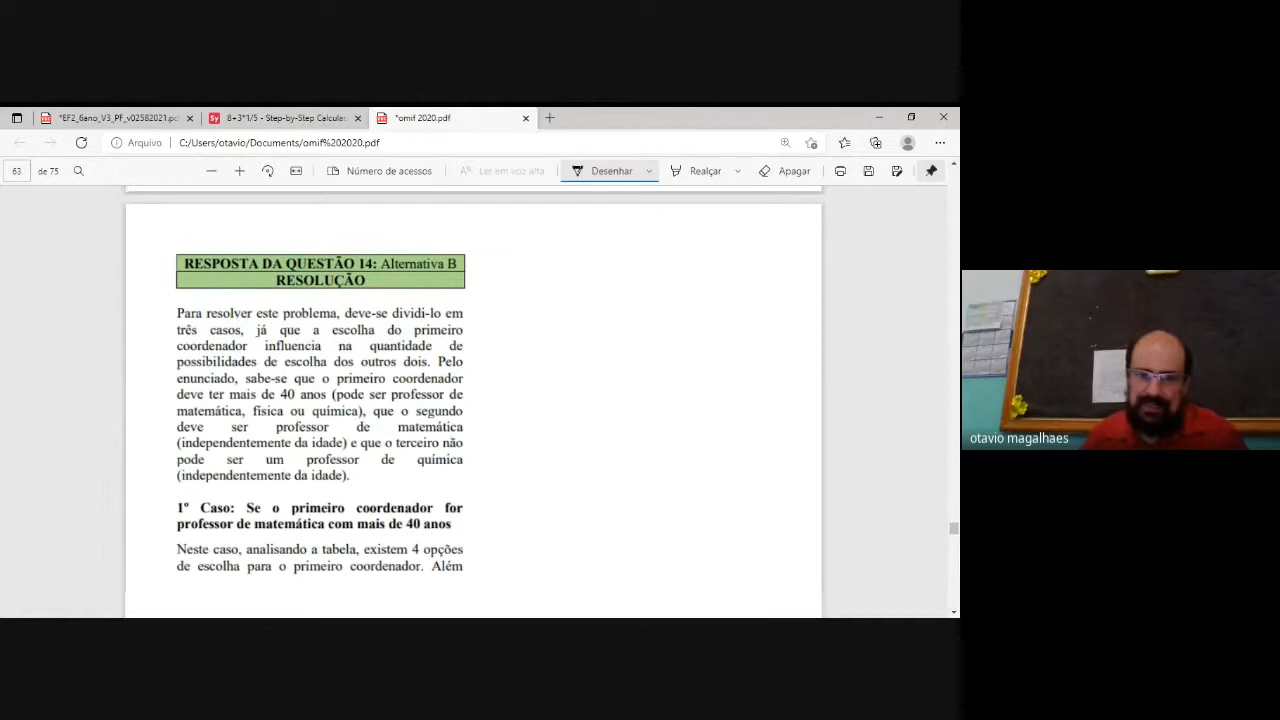 *EF2_6ano_V3_PF_v02582021.pd
8+3*1/5 - Step-by-Step Calculat
*omif 2020.pdf
Arquivo
C:/Users/otavio/Documents/omif%202020.pdf
63 de 75
Número de acessos
Ler em voz alta
Desenhar
Realçar
Apagar
RESPOSTA DA QUESTÃO 14: Alternativa B
RESOLUÇÃO
Para resolver este problema, deve-se dividi-lo em
três casos, já que a escolha do primeiro
coordenador influencia na quantidade de
possibilidades de escolha dos outros dois. Pelo
enunciado, sabe-se que o primeiro coordenador
deve ter mais de 40 anos (pode ser professor de
matemática, física ou química), que o segundo
deve ser professor de matemática
(independentemente da idade) e que o terceiro não
pode ser um professor de química
(independentemente da idade).
1º Caso: Se o primeiro coordenador for
professor de matemática com mais de 40 anos
Neste caso, analisando a tabela, existem 4 opções
de escolha para o primeiro coordenador. Além
otavio magalhaes